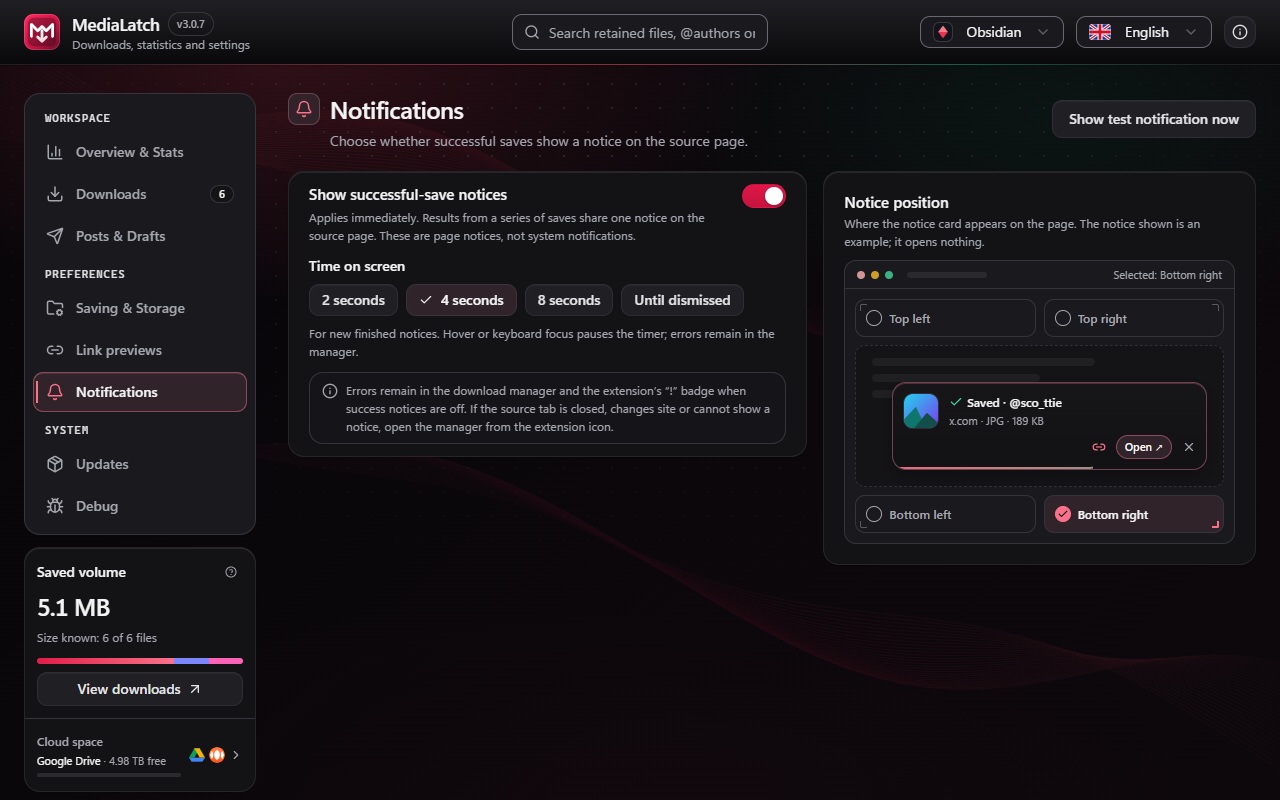 MediaLatch v3.0.7
Downloads, statistics and settings
Search retained files, @authors or
Obsidian
English
WORKSPACE
Overview & Stats
Downloads 6
Posts & Drafts
PREFERENCES
Saving & Storage
Link previews
Notifications
SYSTEM
Updates
Debug
Saved volume
5.1 MB
Size known: 6 of 6 files
View downloads
Cloud space
Google Drive · 4.98 TB free
Notifications
Choose whether successful saves show a notice on the source page.
Show test notification now
Show successful-save notices
Applies immediately. Results from a series of saves share one notice on the
source page. These are page notices, not system notifications.
Time on screen
2 seconds
4 seconds
8 seconds
Until dismissed
For new finished notices. Hover or keyboard focus pauses the timer; errors remain in the
manager.
Errors remain in the download manager and the extension's "!" badge when
success notices are off. If the source tab is closed, changes site or cannot show a
notice, open the manager from the extension icon.
Notice position
Where the notice card appears on the page. The notice shown is an
example; it opens nothing.
Selected: Bottom right
Top left
Top right
Saved · @sco_ttie
x.com · JPG · 189 KB
Open ↗
Bottom left
Bottom right